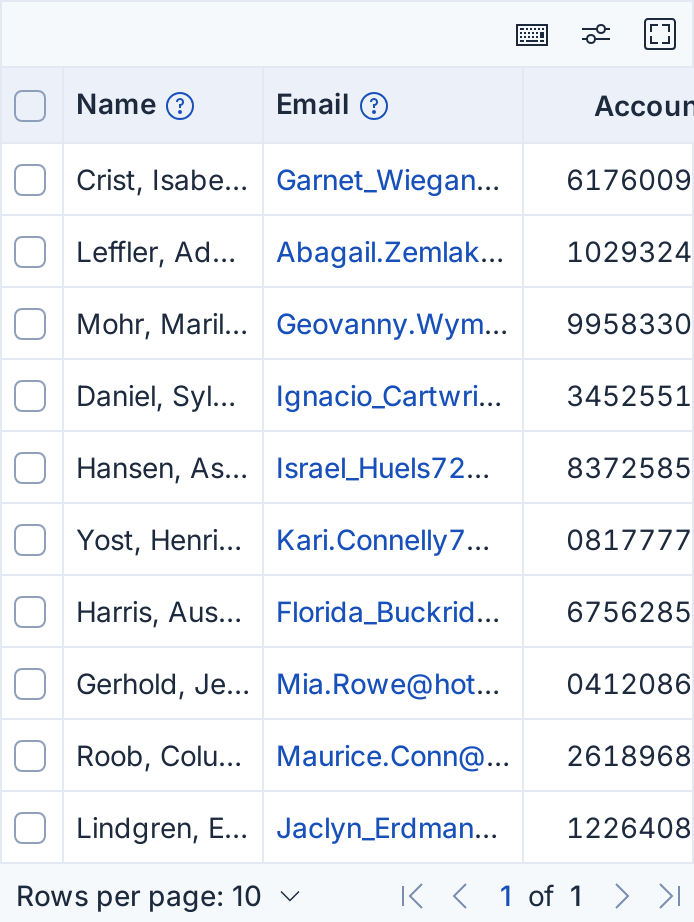 Name ? Email ? Accoun
Crist, Isabe... Garnet_Wiegan... 6176009
Leffler, Ad... Abagail.Zemlak... 1029324
Mohr, Maril... Geovanny.Wym... 9958330
Daniel, Syl... Ignacio_Cartwri... 3452551
Hansen, As... Israel_Huels72... 8372585
Yost, Henri... Kari.Connelly7... 0817777
Harris, Aus... Florida_Buckrid... 6756285
Gerhold, Je... Mia.Rowe@hot... 0412086
Roob, Colu... Maurice.Conn@... 2618968
Lindgren, E... Jaclyn_Erdman... 1226408
Rows per page: 10 1 of 1